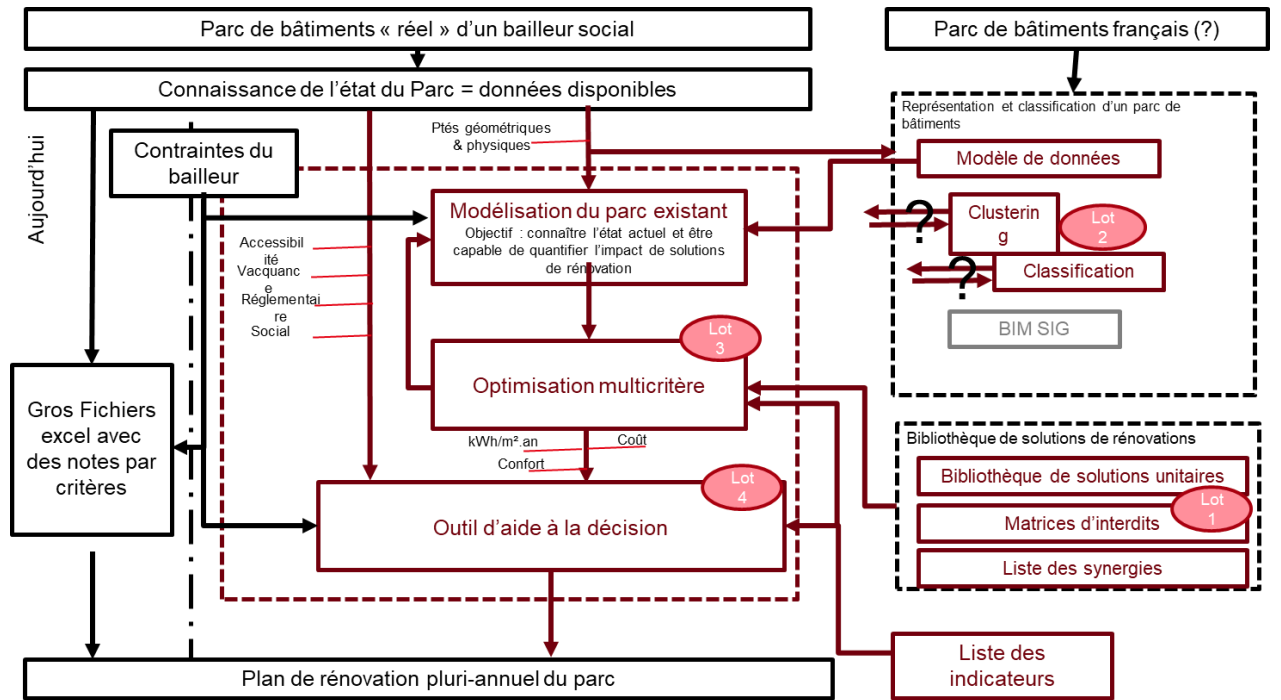 Parc de bâtiments « réel » d'un bailleur social
Parc de bâtiments français (?)
Connaissance de l'état du Parc = données disponibles
Aujourd'hui
Contraintes du
bailleur
Ptés géométriques
& physiques
Représentation et classification d'un parc de
bâtiments
Modèle de données
Modélisation du parc existant
Objectif : connaître l'état actuel et être
capable de quantifier l'impact de solutions
de rénovation
?
Clusterin
g
Lot
2
?
Classification
BIM SIG
Accessibil
ité
Vacquanc
e
Réglementai
re
Social
Lot
3
Optimisation multicritère
Gros Fichiers
excel avec
des notes par
critères
kWh/m².an
Coût
Confort
Lot
4
Outil d'aide à la décision
Bibliothèque de solutions de rénovations
Bibliothèque de solutions unitaires
Lot
1
Matrices d'interdits
Liste des synergies
Liste des
indicateurs
Plan de rénovation pluri-annuel du parc